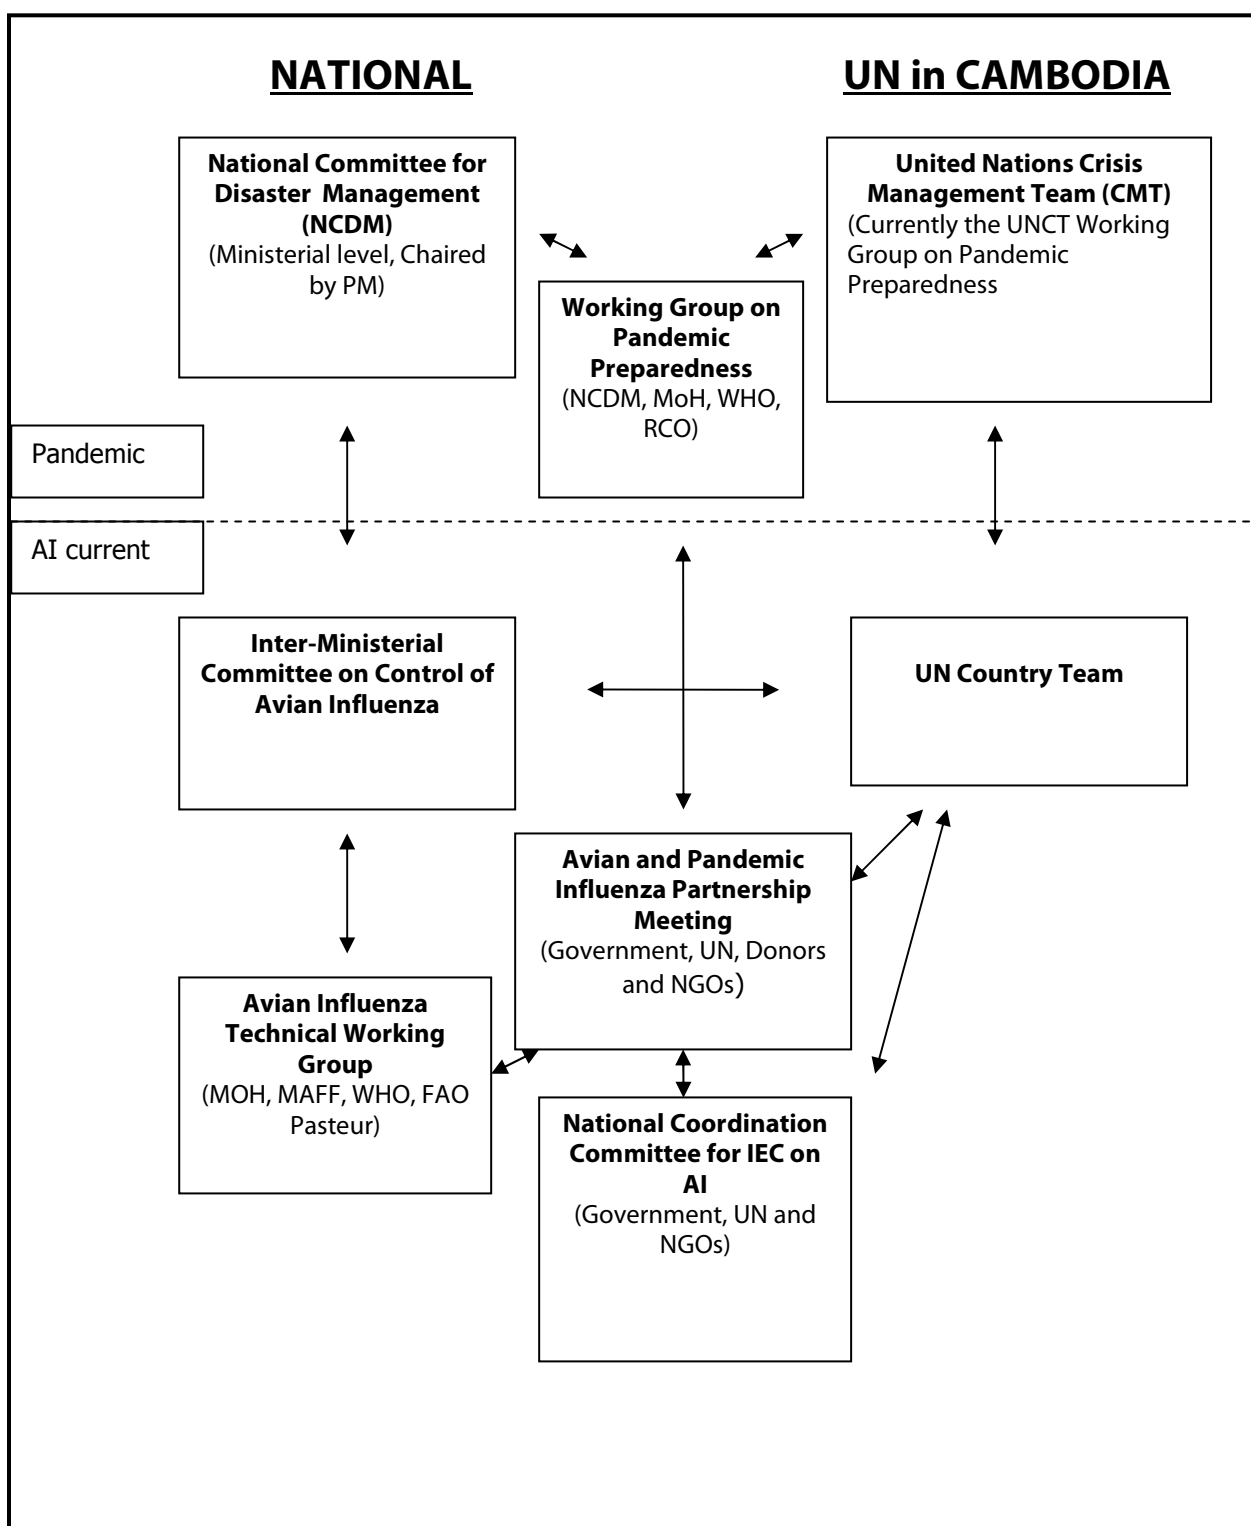 NATIONAL
UN in CAMBODIA
National Committee for
Disaster Management
(NCDM)
(Ministerial level, Chaired
by PM)
United Nations Crisis
Management Team (CMT)
(Currently the UNCT Working
Group on Pandemic
Preparedness
Working Group on
Pandemic
Preparedness
(NCDM, MoH, WHO,
RCO)
Pandemic
AI current
Inter-Ministerial
Committee on Control of
Avian Influenza
UN Country Team
Avian and Pandemic
Influenza Partnership
Meeting
(Government, UN, Donors
and NGOs)
Avian Influenza
Technical Working
Group
(MOH, MAFF, WHO, FAO
Pasteur)
National Coordination
Committee for IEC on
AI
(Government, UN and
NGOs)